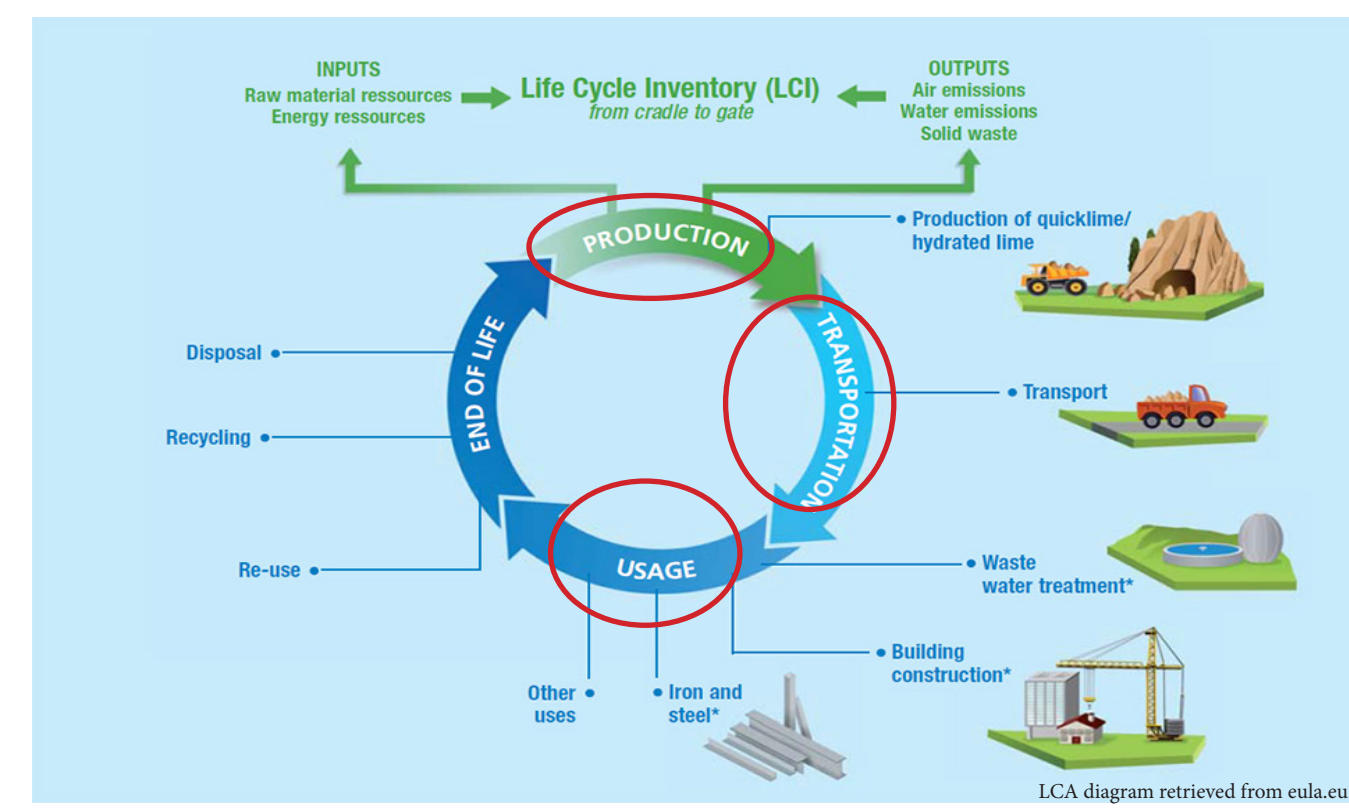 INPUTS
Raw material ressources
Energy ressources
Life Cycle Inventory (LCI)
from cradle to gate
OUTPUTS
Air emissions
Water emissions
Solid waste
PRODUCTION
• Production of quicklime/
hydrated lime
TRANSPORTATION
• Transport
USAGE
• Waste
water treatment*
• Building
construction*
• Iron and
steel*
Other •
uses
END OF LIFE
Re-use •
Recycling •
Disposal •
LCA diagram retrieved from eula.eu